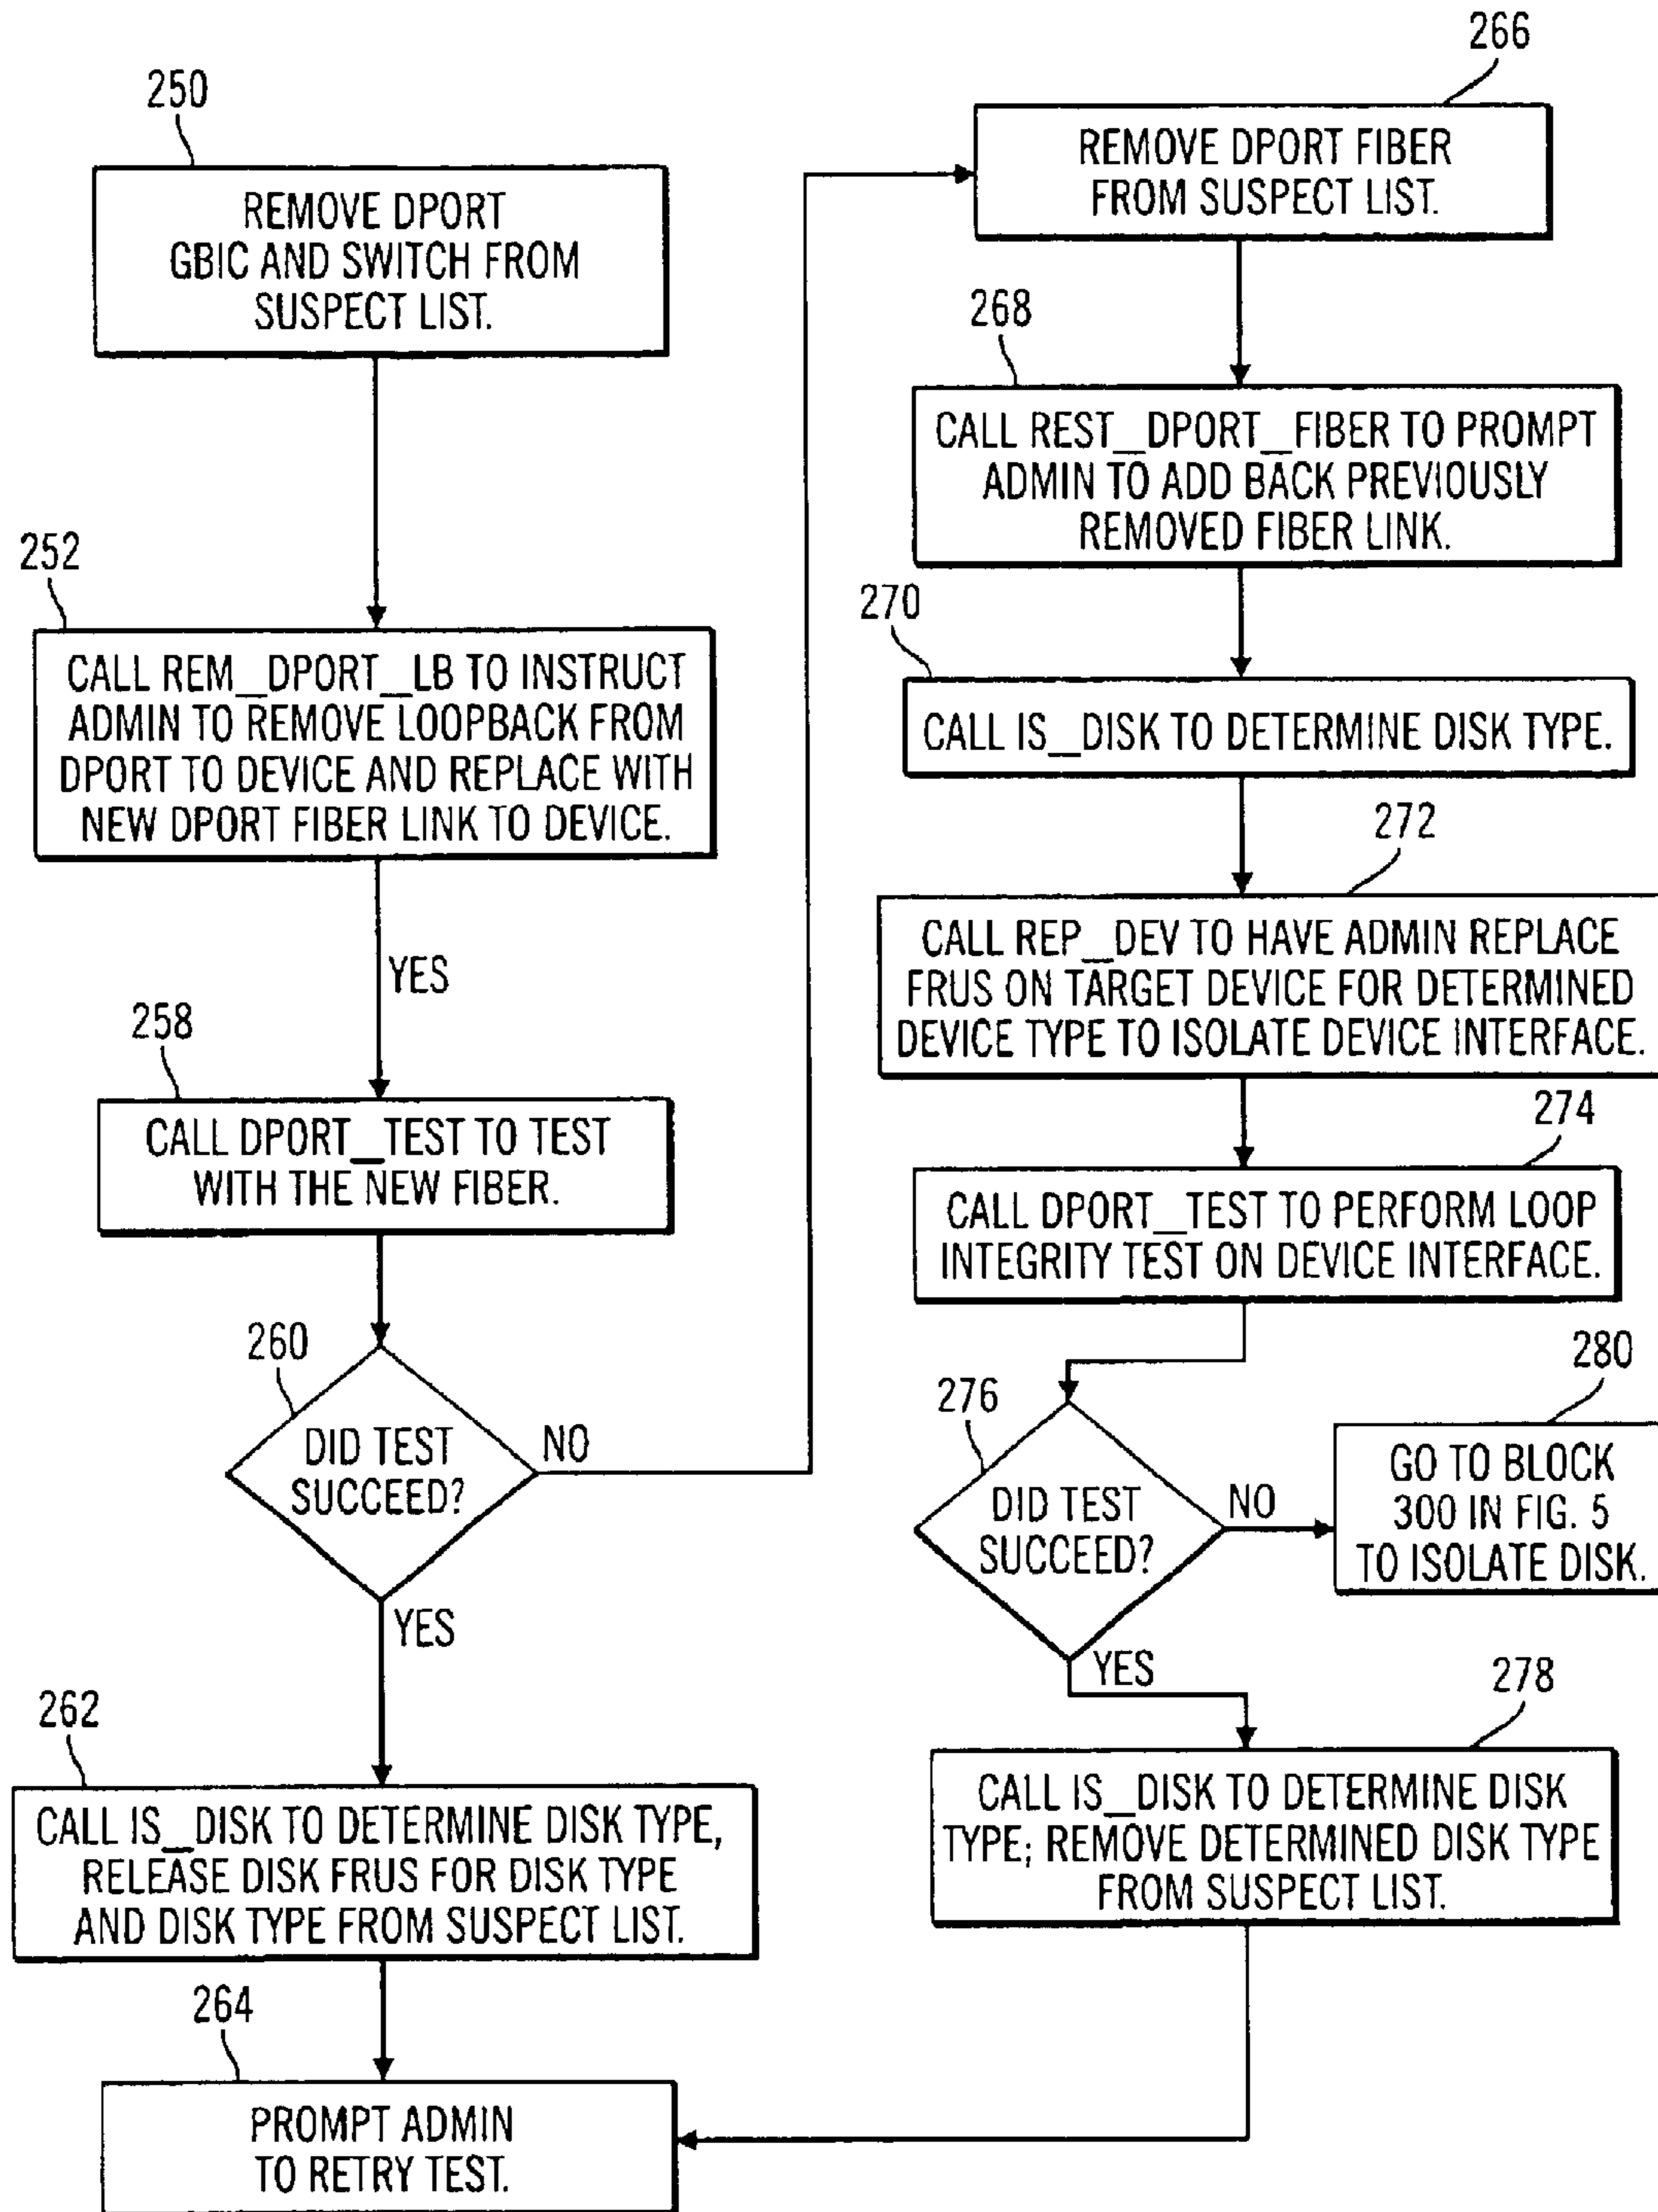 250
REMOVE DPORT
GBIC AND SWITCH FROM
SUSPECT LIST.
252
CALL REM_DPORT_LB TO INSTRUCT
ADMIN TO REMOVE LOOPBACK FROM
DPORT TO DEVICE AND REPLACE WITH
NEW DPORT FIBER LINK TO DEVICE.
YES
258
CALL DPORT_TEST TO TEST
WITH THE NEW FIBER.
260
DID TEST
SUCCEED?
NO
YES
262
CALL IS_DISK TO DETERMINE DISK TYPE,
RELEASE DISK FRUS FOR DISK TYPE
AND DISK TYPE FROM SUSPECT LIST.
264
PROMPT ADMIN
TO RETRY TEST.
266
REMOVE DPORT FIBER
FROM SUSPECT LIST.
268
CALL REST_DPORT_FIBER TO PROMPT
ADMIN TO ADD BACK PREVIOUSLY
REMOVED FIBER LINK.
270
CALL IS_DISK TO DETERMINE DISK TYPE.
272
CALL REP_DEV TO HAVE ADMIN REPLACE
FRUS ON TARGET DEVICE FOR DETERMINED
DEVICE TYPE TO ISOLATE DEVICE INTERFACE.
274
CALL DPORT_TEST TO PERFORM LOOP
INTEGRITY TEST ON DEVICE INTERFACE.
276
DID TEST
SUCCEED?
NO
280
GO TO BLOCK
300 IN FIG. 5
TO ISOLATE DISK.
YES
278
CALL IS_DISK TO DETERMINE DISK
TYPE; REMOVE DETERMINED DISK TYPE
FROM SUSPECT LIST.